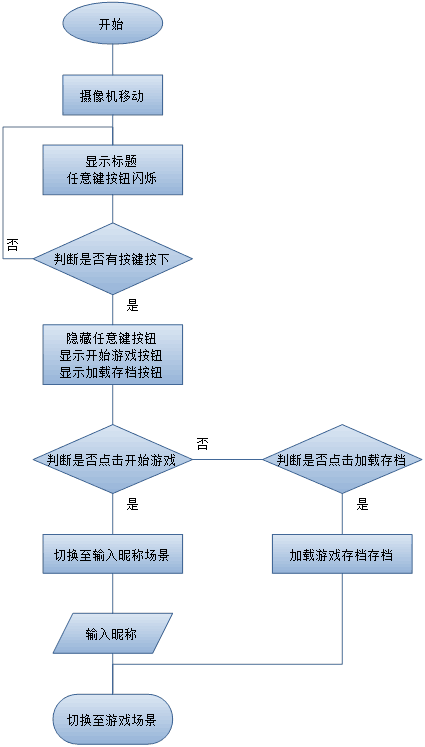 开始
摄像机移动
显示标题
任意键按钮闪烁
否
判断是否有按键按下
是
隐藏任意键按钮
显示开始游戏按钮
显示加载存档按钮
否
判断是否点击开始游戏
判断是否点击加载存档
是
是
切换至输入昵称场景
加载游戏存档存档
输入昵称
切换至游戏场景